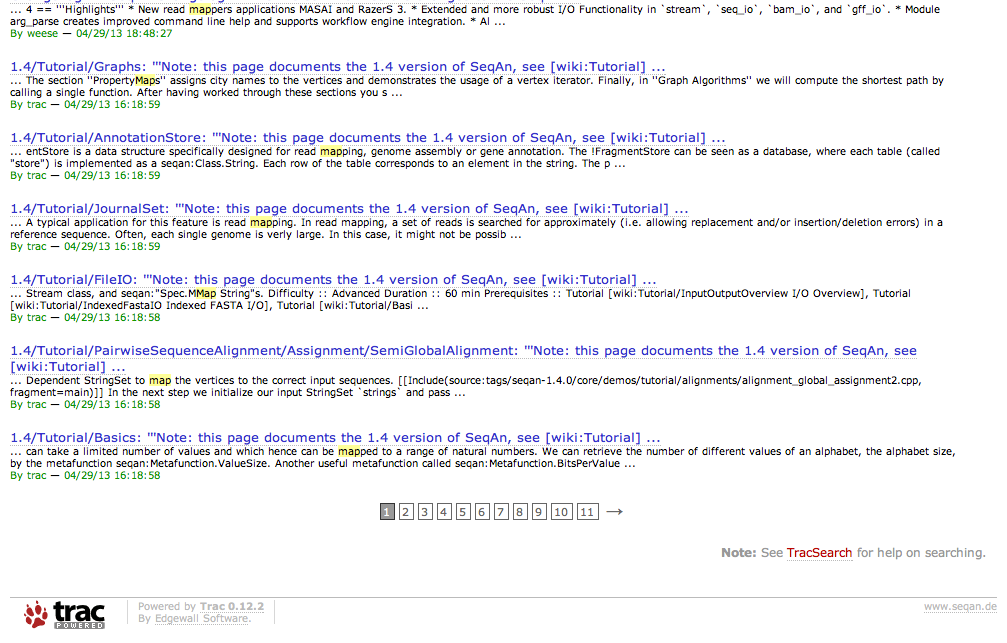 ... 4 == '''Highlights''' * New read mappers applications MASAI and RazerS 3. * Extended and more robust I/O Functionality in `stream`, `seq_io`, `bam_io`, and `gff_io`. * Module
arg_parse creates improved command line help and supports workflow engine integration. * Al ...
By weese — 04/29/13 18:48:27
1.4/Tutorial/Graphs: '''Note: this page documents the 1.4 version of SeqAn, see [wiki:Tutorial] ...
... The section ''PropertyMaps'' assigns city names to the vertices and demonstrates the usage of a vertex iterator. Finally, in ''Graph Algorithms'' we will compute the shortest path by
calling a single function. After having worked through these sections you s ...
By trac — 04/29/13 16:18:59
1.4/Tutorial/AnnotationStore: '''Note: this page documents the 1.4 version of SeqAn, see [wiki:Tutorial] ...
... entStore is a data structure specifically designed for read mapping, genome assembly or gene annotation. The !FragmentStore can be seen as a database, where each table (called
"store") is implemented as a seqan:Class.String. Each row of the table corresponds to an element in the string. The p ...
By trac — 04/29/13 16:18:59
1.4/Tutorial/JournalSet: '''Note: this page documents the 1.4 version of SeqAn, see [wiki:Tutorial] ...
... A typical application for this feature is read mapping. In read mapping, a set of reads is searched for approximately (i.e. allowing replacement and/or insertion/deletion errors) in a
reference sequence. Often, each single genome is verly large. In this case, it might not be possib ...
By trac — 04/29/13 16:18:59
1.4/Tutorial/FileIO: '''Note: this page documents the 1.4 version of SeqAn, see [wiki:Tutorial] ...
... Stream class, and seqan:"Spec.MMap String"s. Difficulty :: Advanced Duration :: 60 min Prerequisites :: Tutorial [wiki:Tutorial/InputOutputOverview I/O Overview], Tutorial
[wiki:Tutorial/IndexedFastaIO Indexed FASTA I/O], Tutorial [wiki:Tutorial/Basi ...
By trac — 04/29/13 16:18:58
1.4/Tutorial/PairwiseSequenceAlignment/Assignment/SemiGlobalAlignment: '''Note: this page documents the 1.4 version of SeqAn, see
[wiki:Tutorial] ...
... Dependent StringSet to map the vertices to the correct input sequences. [[Include(source:tags/seqan-1.4.0/core/demos/tutorial/alignments/alignment_global_assignment2.cpp,
fragment=main)]] In the next step we initialize our input StringSet `strings` and pass ...
By trac — 04/29/13 16:18:58
1.4/Tutorial/Basics: '''Note: this page documents the 1.4 version of SeqAn, see [wiki:Tutorial] ...
... can take a limited number of values and which hence can be mapped to a range of natural numbers. We can retrieve the number of different values of an alphabet, the alphabet size,
by the metafunction seqan:Metafunction.ValueSize. Another useful metafunction called seqan:Metafunction.BitsPerValue ...
By trac — 04/29/13 16:18:58
1 2 3 4 5 6 7 8 9 10 11 →
Note: See TracSearch for help on searching.
trac POWERED
Powered by Trac 0.12.2
By Edgewall Software.
www.seqan.de